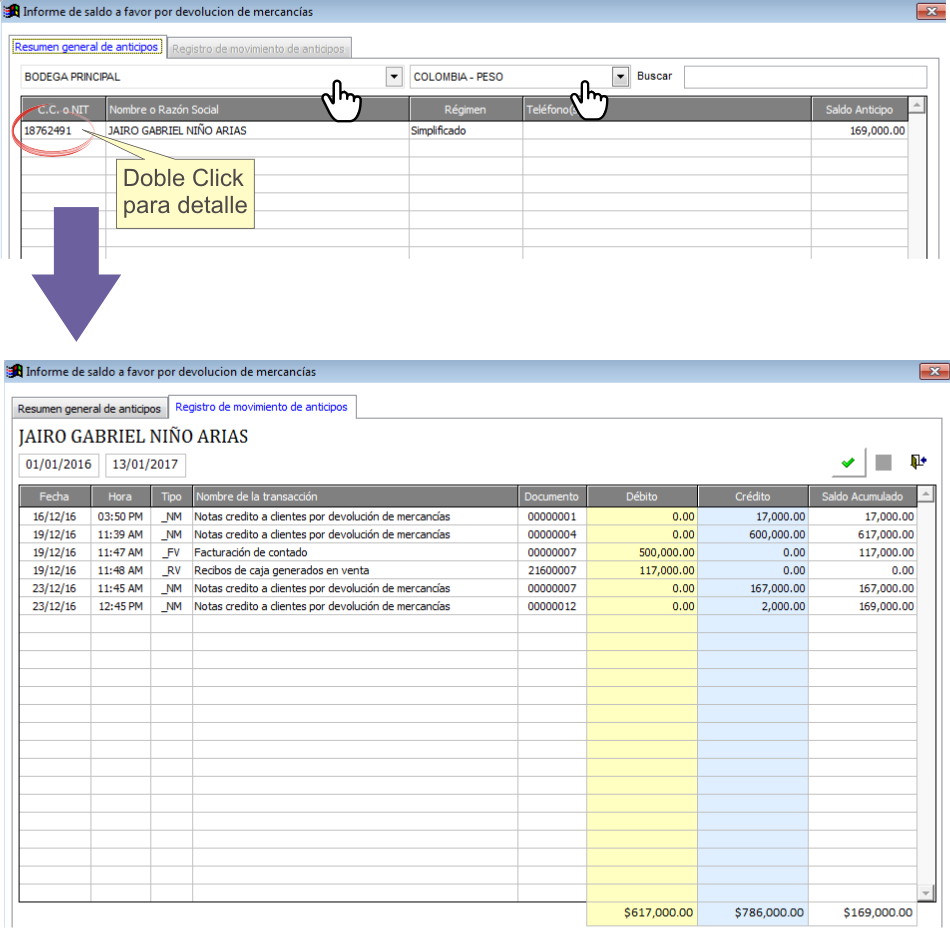 Informe de saldo a favor por devolucion de mercancías
Resumen general de anticipos Registro de movimiento de anticipos
BODEGA PRINCIPAL COLOMBIA - PESO Buscar
C.C. o NIT Nombre o Razón Social Régimen Teléfono( Saldo Anticipo
18762491 JAIRO GABRIEL NIÑO ARIAS Simplificado 169,000.00
Doble Click
para detalle
Informe de saldo a favor por devolucion de mercancías
Resumen general de anticipos Registro de movimiento de anticipos
JAIRO GABRIEL NIÑO ARIAS
01/01/2016 13/01/2017
Fecha Hora Tipo Nombre de la transacción Documento Débito Crédito Saldo Acumulado
16/12/16 03:50 PM _NM Notas credito a clientes por devolución de mercancías 00000001 0.00 17,000.00 17,000.00
19/12/16 11:39 AM _NM Notas credito a clientes por devolución de mercancías 00000004 0.00 600,000.00 617,000.00
19/12/16 11:47 AM _FV Facturación de contado 00000007 500,000.00 0.00 117,000.00
19/12/16 11:48 AM _RV Recibos de caja generados en venta 21600007 117,000.00 0.00 0.00
23/12/16 11:45 AM _NM Notas credito a clientes por devolución de mercancías 00000007 0.00 167,000.00 167,000.00
23/12/16 12:45 PM _NM Notas credito a clientes por devolución de mercancías 00000012 0.00 2,000.00 169,000.00
$617,000.00 $786,000.00 $169,000.00